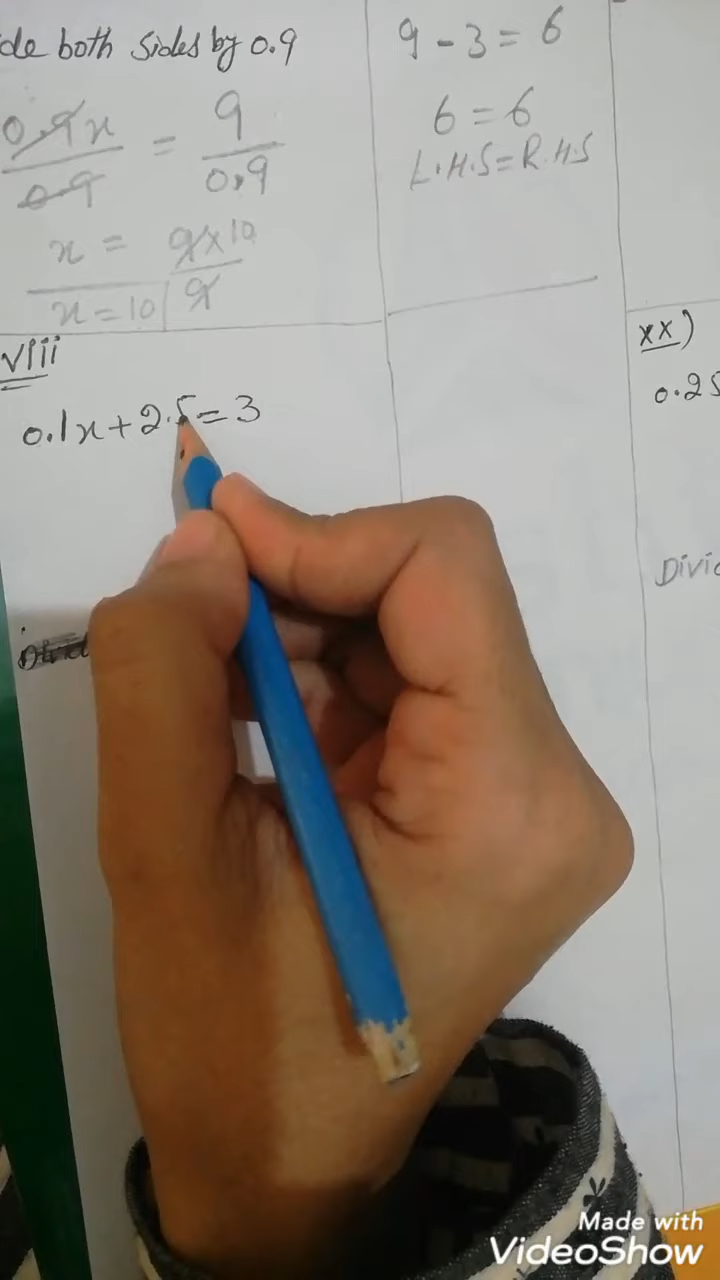 de both sides by 0.9
0.9x/0.9 = 9/0.9
x = 9x10/9
x = 10
9 - 3 = 6
6 = 6
L.H.S = R.H.S
viii
0.1x + 2.5 = 3
xx)
0.25
Divid
Made with
VideoShow